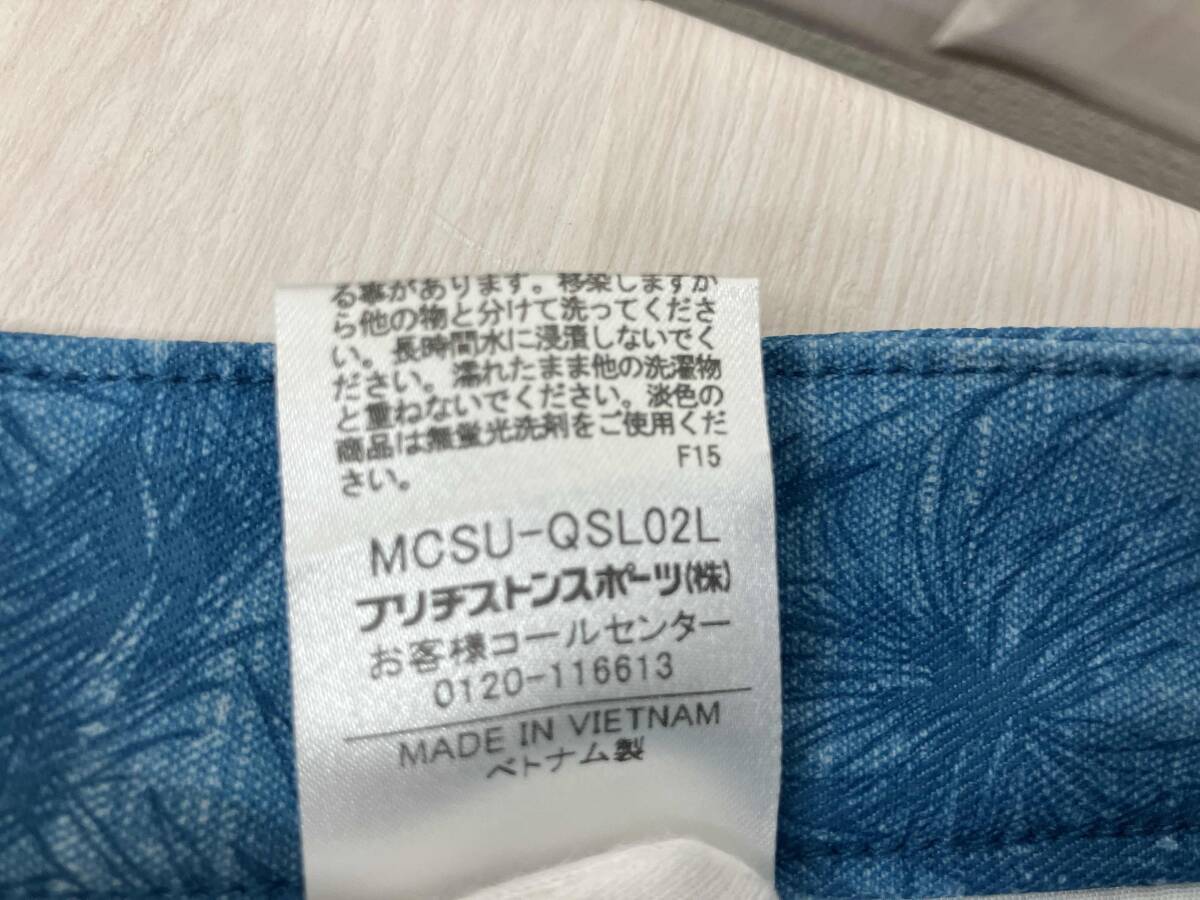 る事があります。移染しますか
ら他の物と分けて洗ってくださ
い。長時間水に浸漬しないでく
ださい。濡れたまま他の洗濯物
と重ねないでください。淡色の
商品は無蛍光洗剤をご使用くだ
さい。
F15
MCSU-QSL02L
ブリヂストンスポーツ(株)
お客様コールセンター
0120-116613
MADE IN VIETNAM
ベトナム製